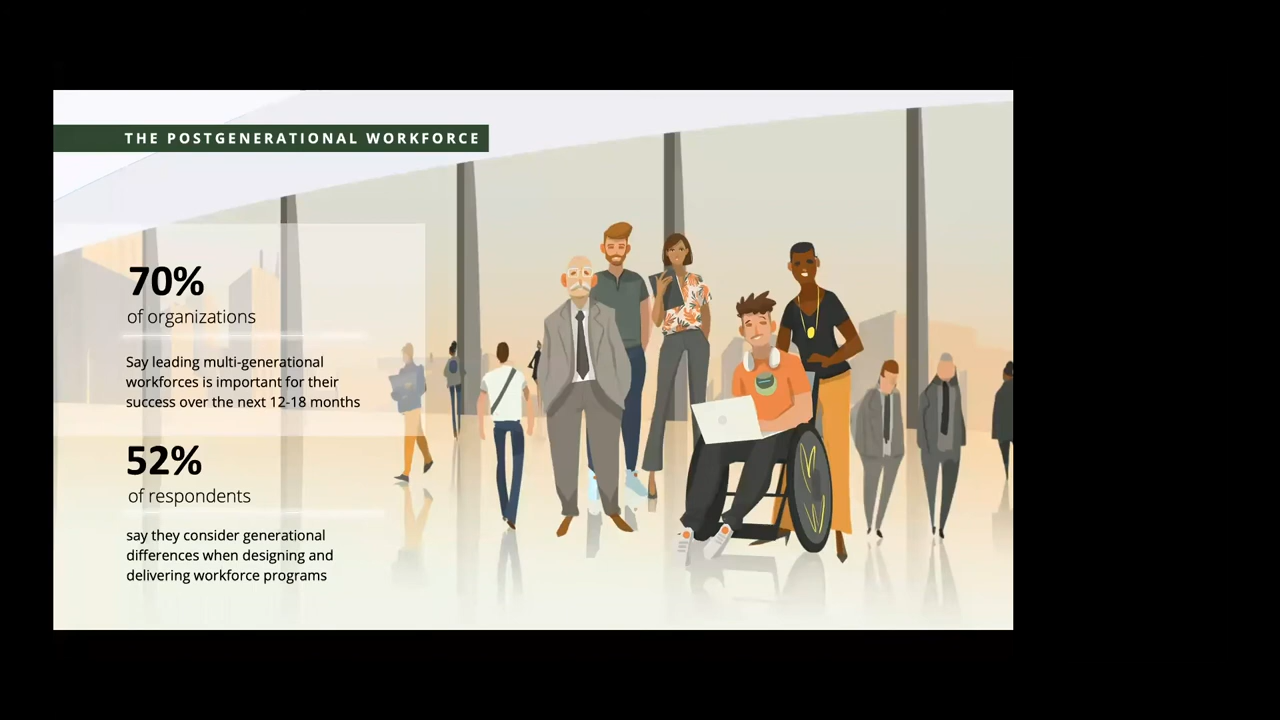 THE POSTGENERATIONAL WORKFORCE
70%
of organizations
Say leading multi-generational
workforces is important for their
success over the next 12-18 months
52%
of respondents
say they consider generational
differences when designing and
delivering workforce programs